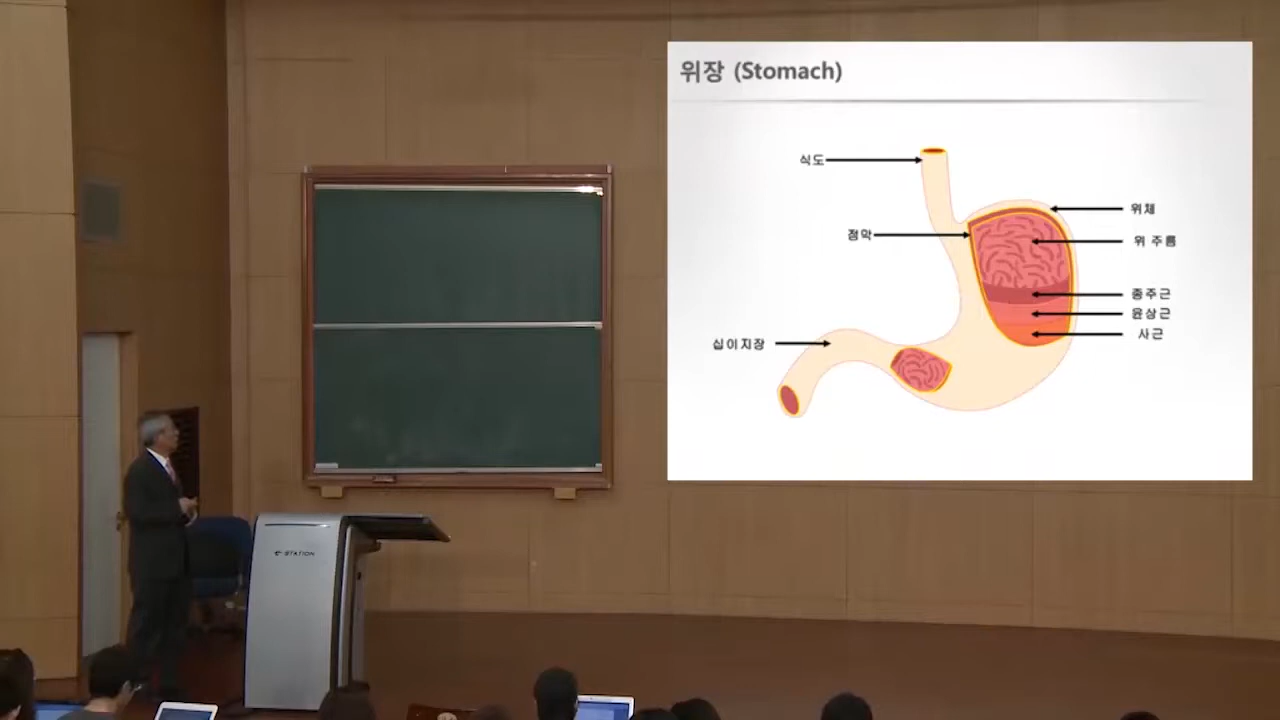 위장 (Stomach)
식도
위체
점막
위 주름
종주근
윤상근
사근
십이지장
e-STATION